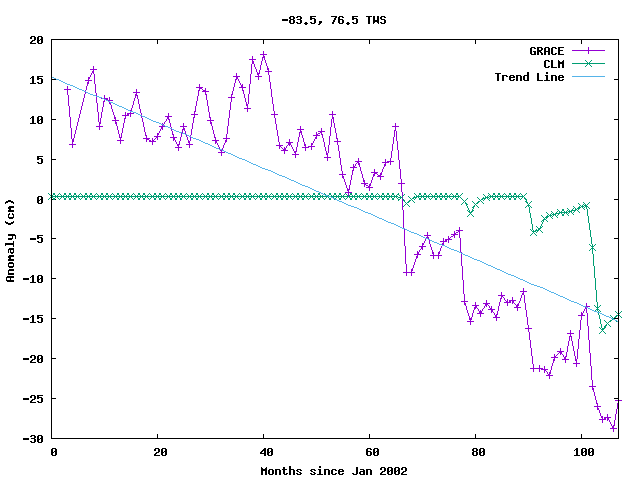 -83.5, 76.5 TWS
GRACE
CLM
Trend Line
20
15
10
5
0
-5
-10
-15
-20
-25
-30
Anomaly (cm)
0 20 40 60 80 100
Months since Jan 2002